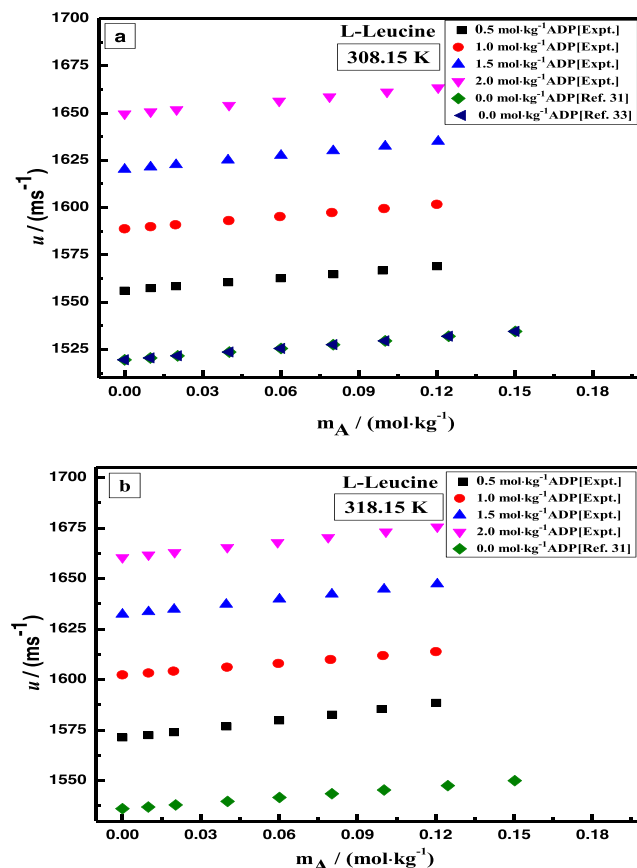 a
L-Leucine
308.15 K
0.5 mol·kg⁻¹ADP[Expt.]
1.0 mol·kg⁻¹ADP[Expt.]
1.5 mol·kg⁻¹ADP[Expt.]
2.0 mol·kg⁻¹ADP[Expt.]
0.0 mol·kg⁻¹ADP[Ref. 31]
0.0 mol·kg⁻¹ADP[Ref. 33]
u / (ms⁻¹)
1700
1675
1650
1625
1600
1575
1550
1525
0.00 0.03 0.06 0.09 0.12 0.15 0.18
m_A / (mol·kg⁻¹)
b
L-Leucine
318.15 K
0.5 mol·kg⁻¹ADP[Expt.]
1.0 mol·kg⁻¹ADP[Expt.]
1.5 mol·kg⁻¹ADP[Expt.]
2.0 mol·kg⁻¹ADP[Expt.]
0.0 mol·kg⁻¹ADP[Ref. 31]
u / (ms⁻¹)
1700
1675
1650
1625
1600
1575
1550
0.00 0.03 0.06 0.09 0.12 0.15 0.18
m_A / (mol·kg⁻¹)